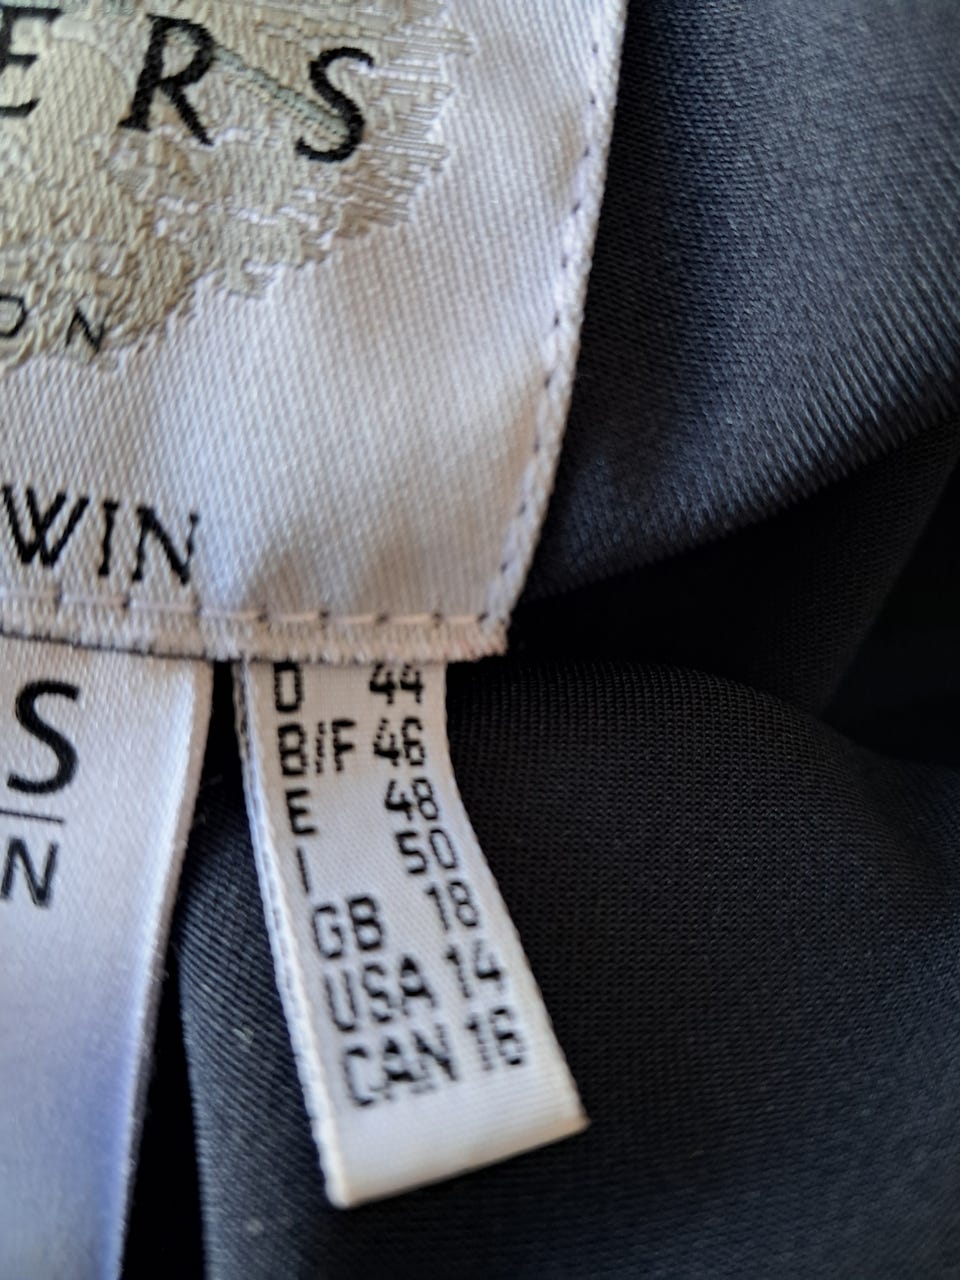 ERS
ON
WIN
S
N
D 44
B/F 46
E 48
I 50
GB 18
USA 14
CAN 16